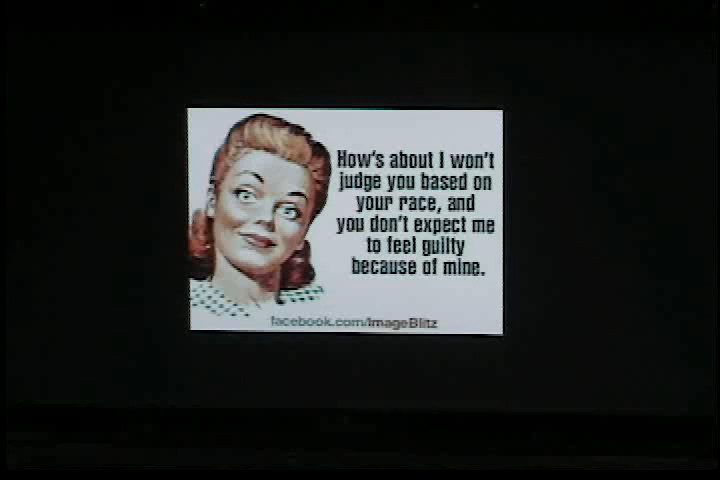 How's about I won't
judge you based on
your race, and
you don't expect me
to feel guilty
because of mine.
facebook.com/ImageBlitz